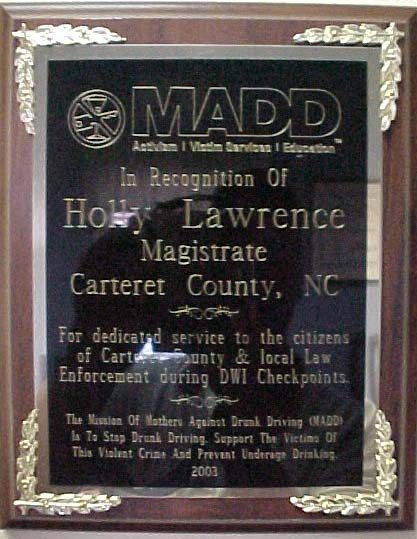 MADD™
Activism | Victim Services | Education
In Recognition Of
Holly Lawrence
Magistrate
Carteret County, NC
For dedicated service to the citizens
of Carteret County & local Law
Enforcement during DWI Checkpoints.
The Mission Of Mothers Against Drunk Driving (MADD)
Is To Stop Drunk Driving, Support The Victims Of
This Violent Crime And Prevent Underage Drinking.
2003